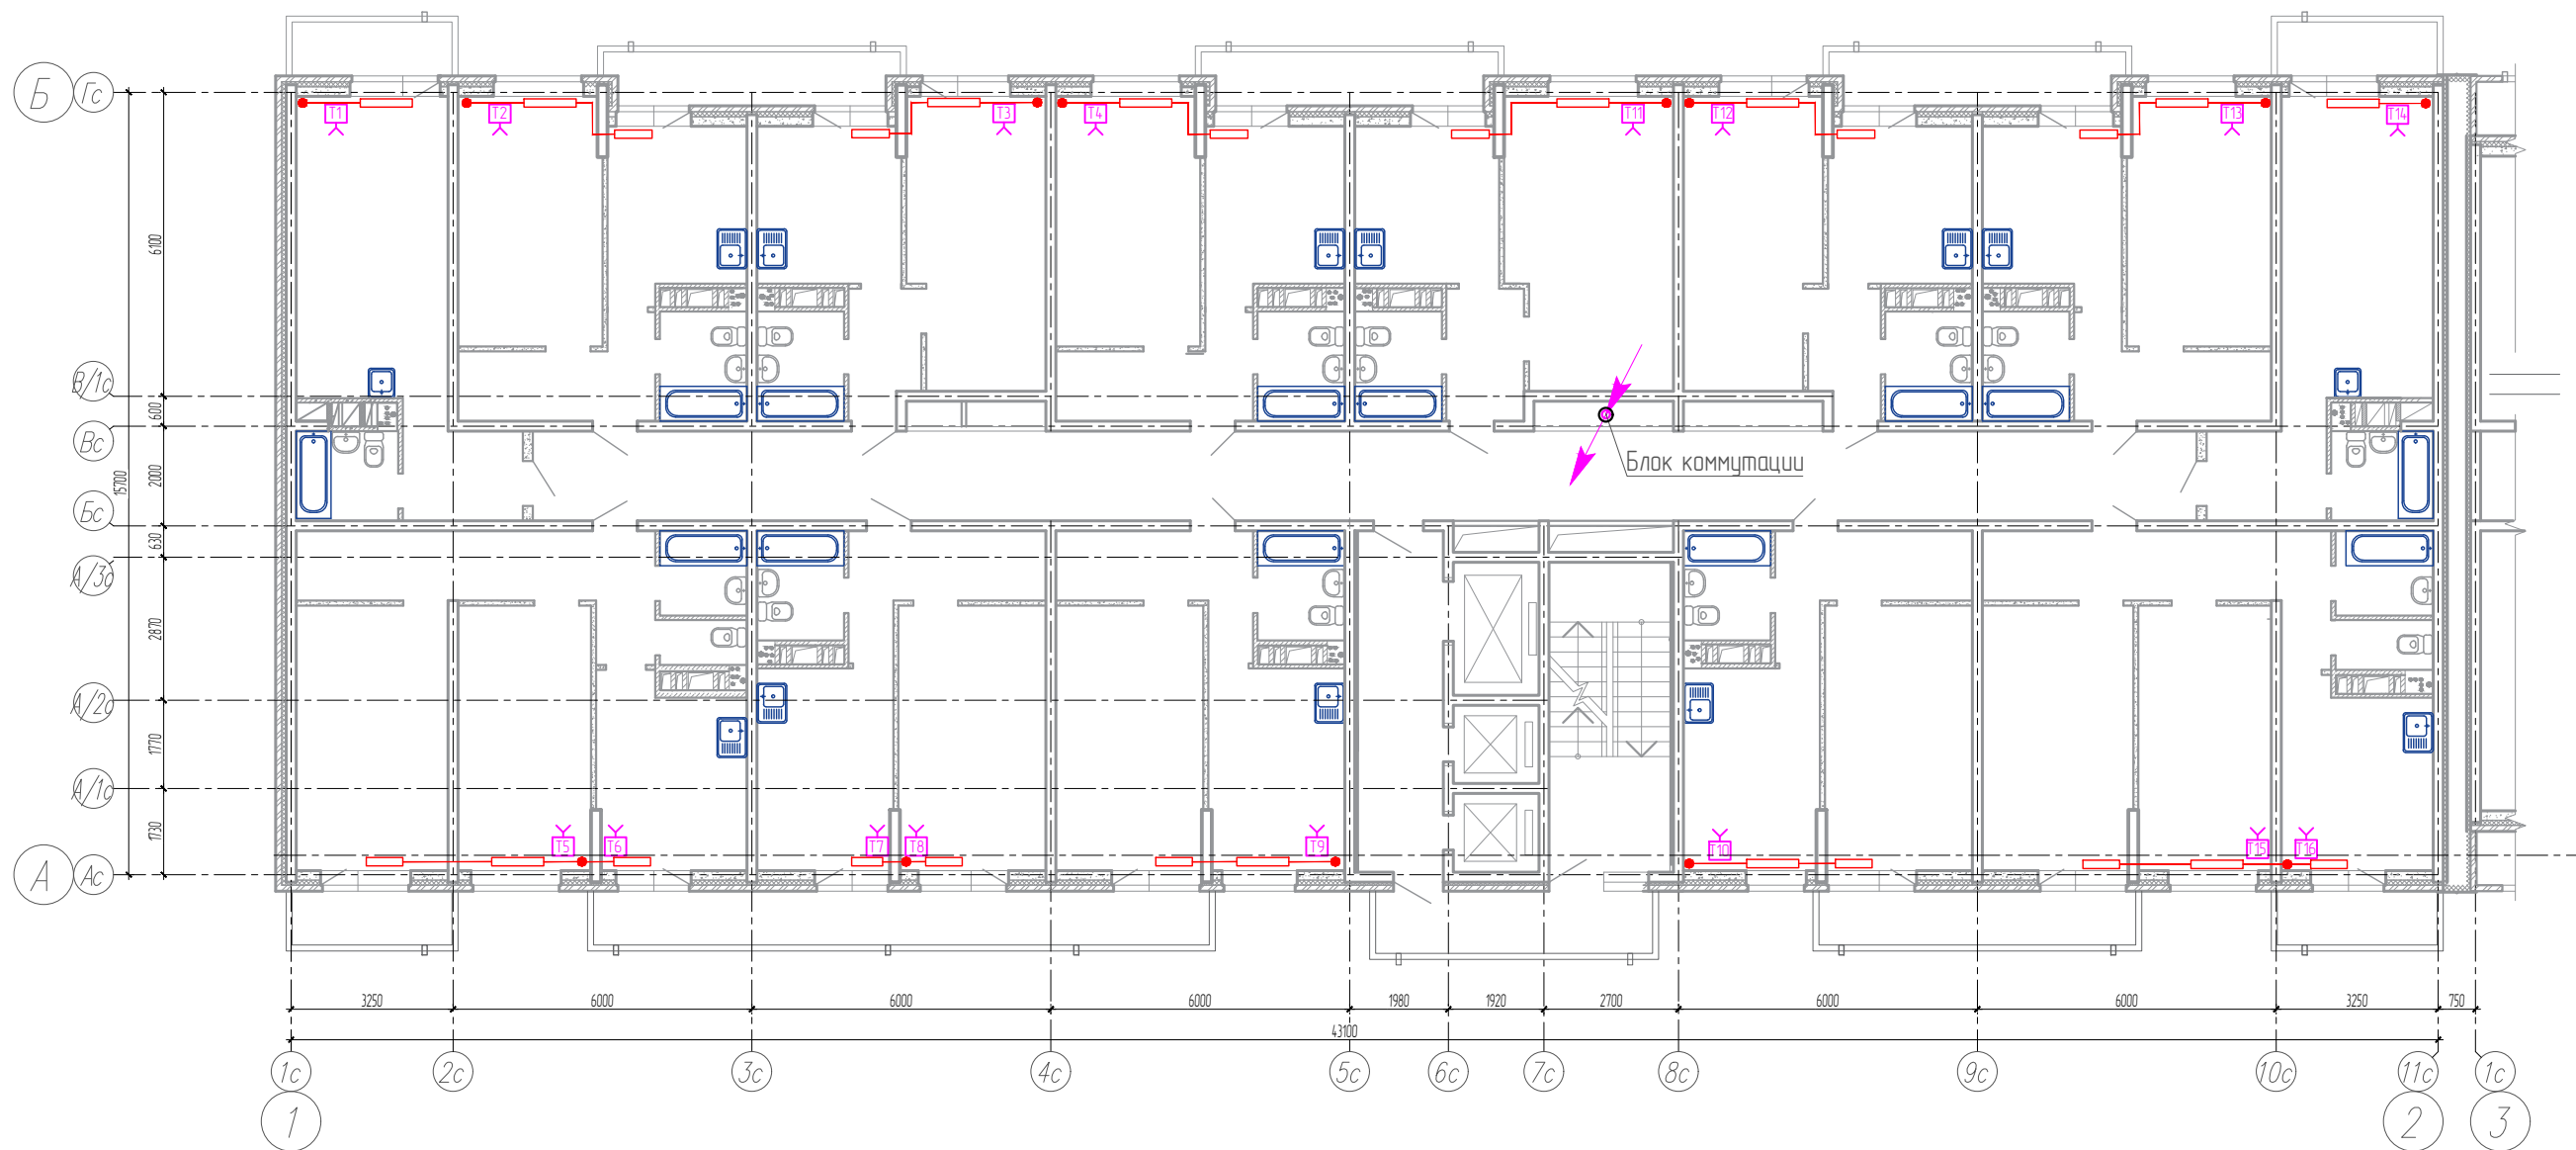 Б
Гс
Т1
Т2
Т3
Т4
Т11
Т12
Т13
Т14
6100
В/1с
600
Вс
Блок коммутации
2000
15700
Бс
630
А/3с
2870
А/2с
1770
А/1с
1730
Т5
Т6
Т7
Т8
Т9
Т10
Т15
Т16
А
Ас
3250
6000
6000
6000
1980
1920
2700
6000
6000
3250
750
43100
1с
2с
3с
4с
5с
6с
7с
8с
9с
10с
11с
1с
1
2
3